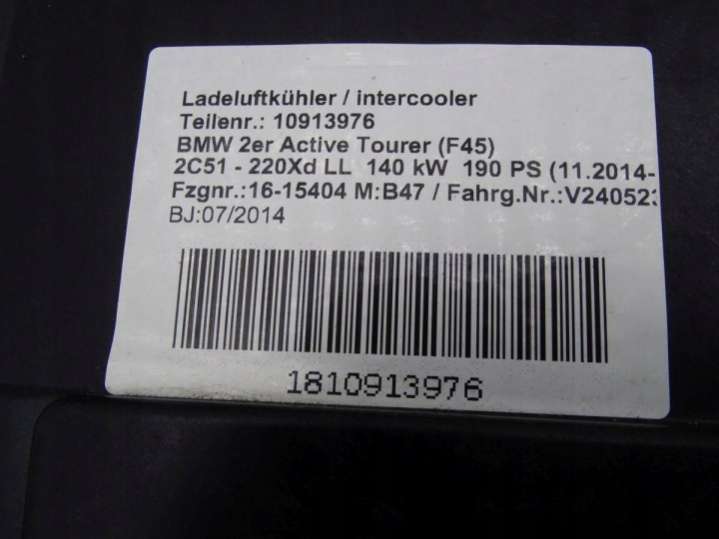 Ladeluftkühler / intercooler
Teilenr.: 10913976
BMW 2er Active Tourer (F45)
2C51 - 220Xd LL 140 kW 190 PS (11.2014-
Fzgnr.:16-15404 M:B47 / Fahrg.Nr.:V240523
BJ:07/2014
1810913976